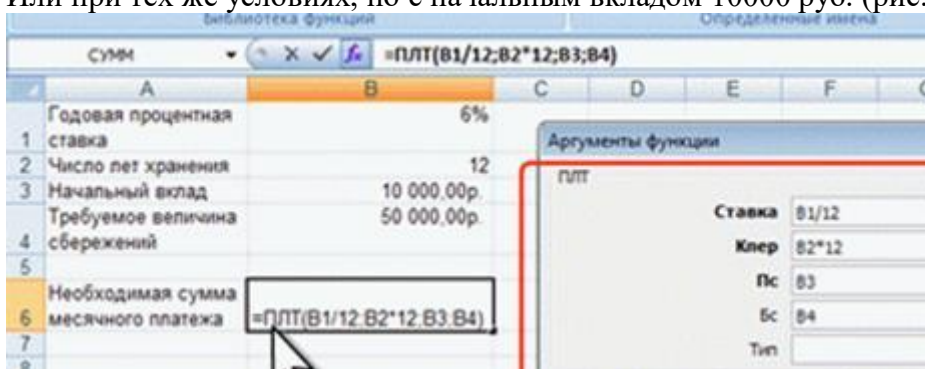 Или при тех же условиях, но с начальным вкладом 10000 руб. (рис.
Библиотека функций Определенные имена
СУММ =ПЛТ(B1/12;B2*12;B3;B4)
A B C D E F
Годовая процентная 6%
1 ставка
Аргументы функции
2 Число лет хранения 12
ПЛТ
3 Начальный вклад 10 000,00р.
Требуемое величина 50 000,00р.
4 сбережений
Ставка B1/12
Кпер B2*12
5
Пс B3
Необходимая сумма
6 месячного платежа =ПЛТ(B1/12;B2*12;B3;B4)
Бс B4
7
Тип
8